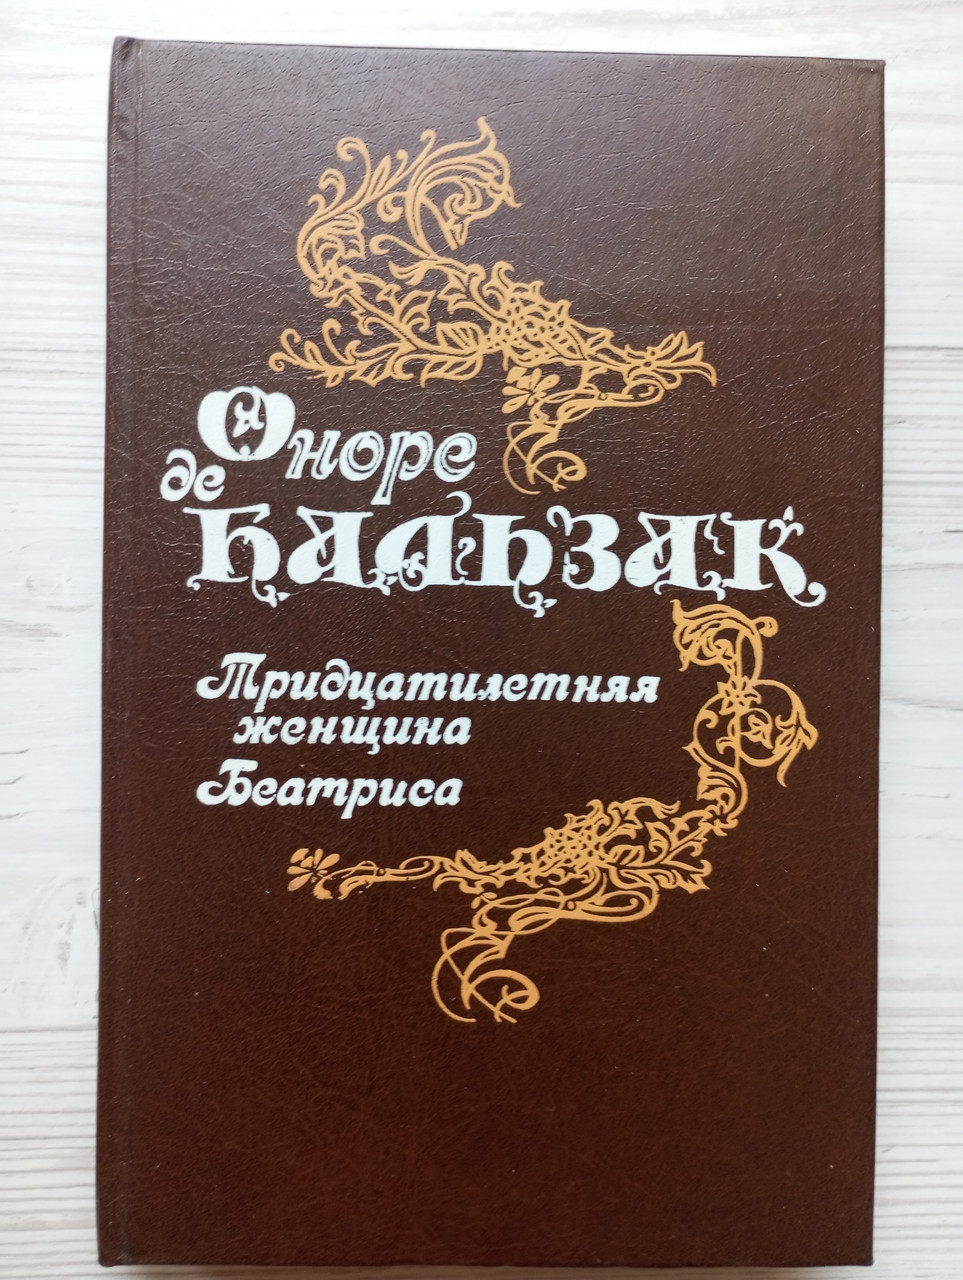 Оноре
де
БАЛЬЗАК
Тридцатилетняя
женщина
Беатриса